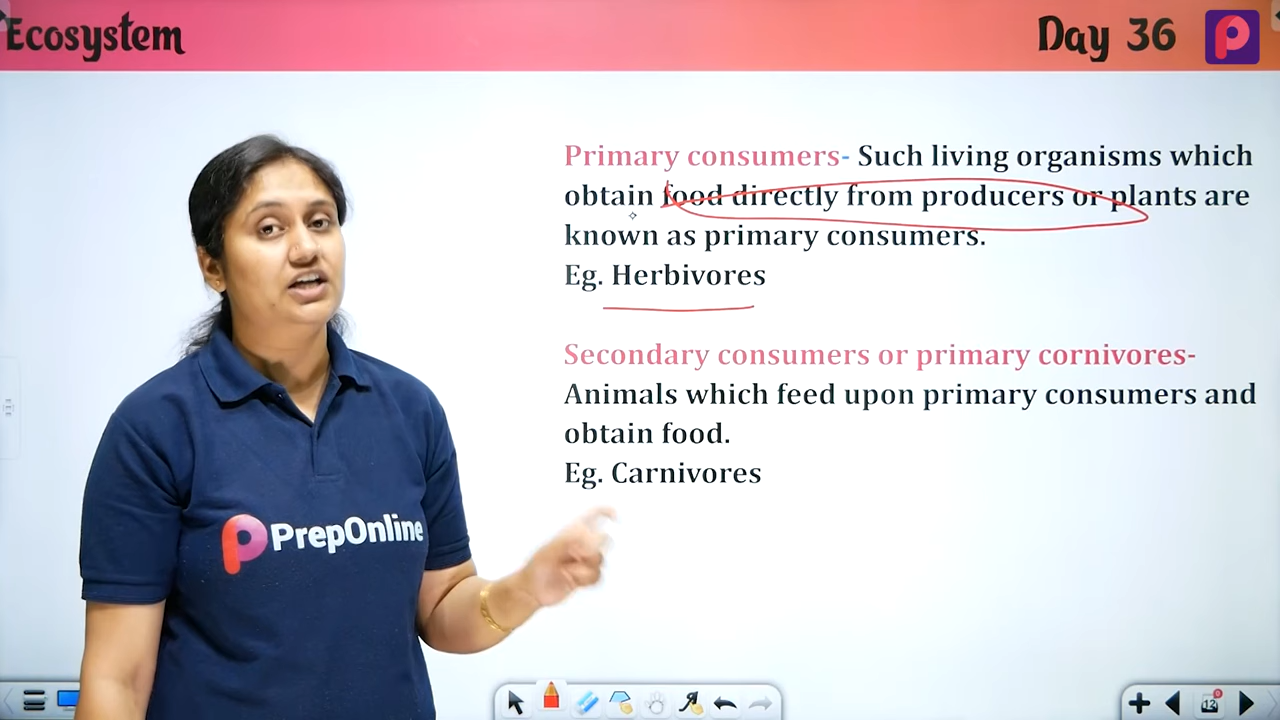 Ecosystem
Day 36
Primary consumers- Such living organisms which
obtain food directly from producers or plants are
known as primary consumers.
Eg. Herbivores
Secondary consumers or primary cornivores-
Animals which feed upon primary consumers and
obtain food.
Eg. Carnivores
PrepOnline
12